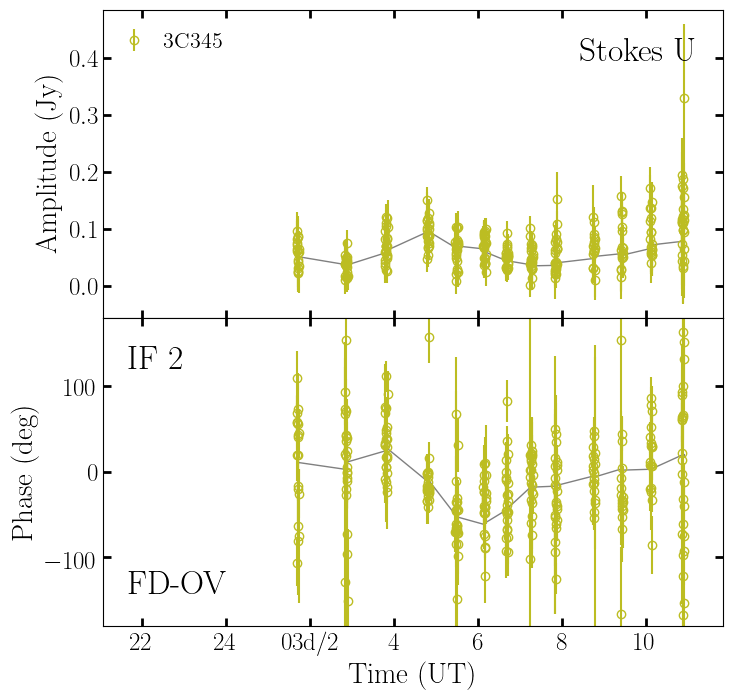 3C345
Stokes U
Amplitude (Jy)
0.4
0.3
0.2
0.1
0.0
IF 2
Phase (deg)
100
0
−100
FD-OV
22 24 03d/2 4 6 8 10
Time (UT)